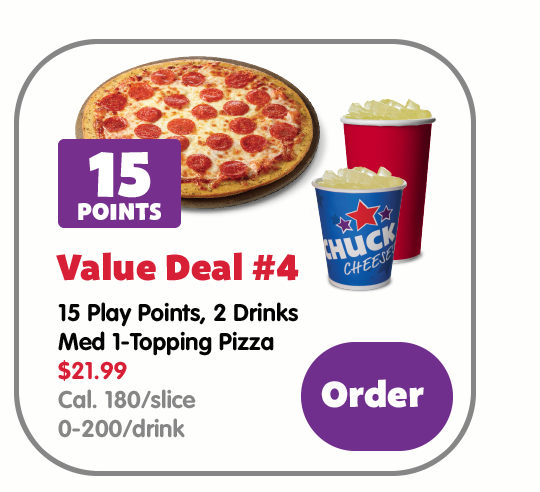 15
POINTS
CHUCK
CHEESE
Value Deal #4
15 Play Points, 2 Drinks
Med 1-Topping Pizza
$21.99
Cal. 180/slice
0-200/drink
Order